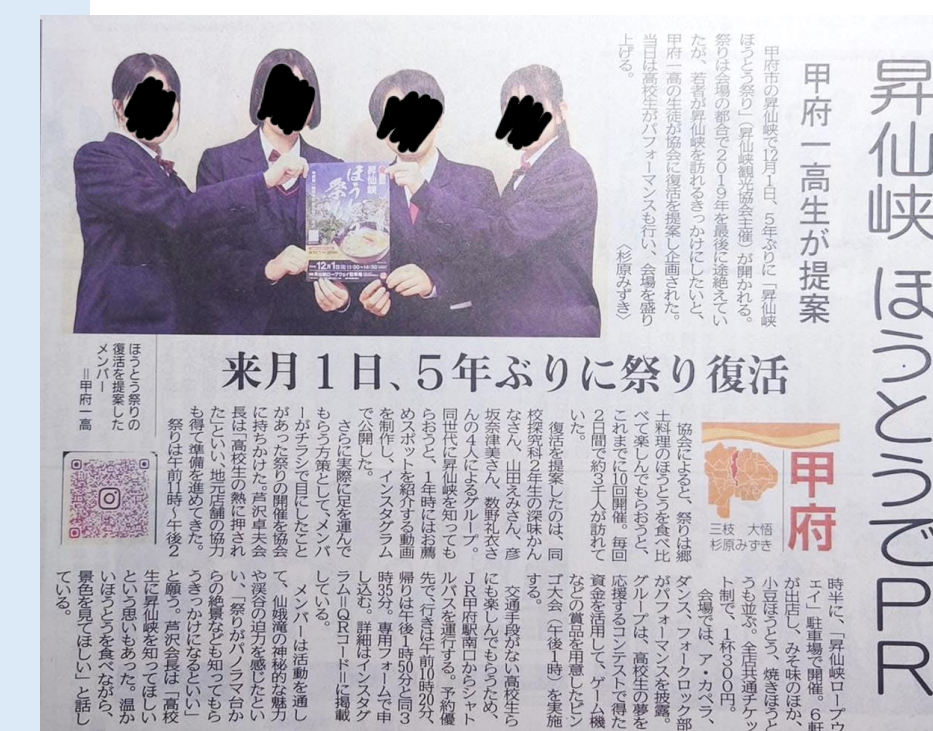 昇仙峡 ほうとうでPR
甲府一高生が提案
来月1日、5年ぶりに祭り復活
甲府市の昇仙峡で12月1日、5年ぶりに「昇仙峡
ほうとう祭り」(昇仙峡観光協会主催)が開かれる。
祭りは会場の都合で2019年を最後に途絶えてい
たが、若者が昇仙峡を訪れるきっかけにしたいと、
甲府一高の生徒が協会に復活を提案し企画された。
当日は高校生がパフォーマンスも行い、会場を盛り
上げる。
〈杉原みずき〉
昇仙峡
ほうとう
祭り
12月1日
11:00~14:30
ほうとう祭りの
復活を提案した
メンバー
=甲府一高
甲府
三枝 大悟
杉原みずき
協会によると、祭りは郷
土料理のほうとうを食べ比
べて楽しんでもらおうと、
これまでに10回開催。毎回
2日間で約3千人が訪れて
いた。
復活を提案したのは、同
校探究科2年生の深味かん
なさん、山田えみさん、彦
坂奈津美さん、数野礼衣さ
んの4人によるグループ。
同世代に昇仙峡を知っても
らおうと、1年時にはお薦
めスポットを紹介する動画
を制作し、インスタグラム
で公開した。
さらに実際に足を運んで
もらう方策として、メンバ
ーがチラシで目にしたこと
があった祭りの開催を協会
に持ちかけた。芦沢卓夫会
長は「高校生の熱に押され
た」といい、地元店舗の協力
も得て準備を進めてきた。
祭りは午前11時~午後2
時半に、「昇仙峡ロープウ
ェイ」駐車場で開催。6軒
が出店し、みそ味のほか、
小豆ほうとう、焼きほうと
うも並ぶ。全店共通チケッ
ト制で、1杯300円。
会場では、ア・カペラ、
ダンス、フォークロック部
がパフォーマンスを披露。
グループは、高校生の夢を
応援するコンテストで得た
資金を活用して、ゲーム機
などの賞品を用意したビン
ゴ大会(午後1時)を実施
する。
交通手段がない高校生ら
にも楽しんでもらうため、
JR甲府駅南口からシャト
ルバスを運行する。予約優
先で、行きは午前10時20分、
帰りは午後1時50分と同3
時35分。専用フォームで申
し込む。詳細はインスタグ
ラム=QRコード=に掲載
している。
メンバーは活動を通し
て、仙娥滝の神秘的な魅力
や渓谷の迫力を感じたとい
い、「祭りがパノラマ台か
らの絶景なども知ってもら
うきっかけになるといい」
と願う。芦沢会長は「高校
生に昇仙峡を知ってほしい
という思いもあった。温か
いほうとうを食べながら、
景色を見てほしい」と話し
ている。